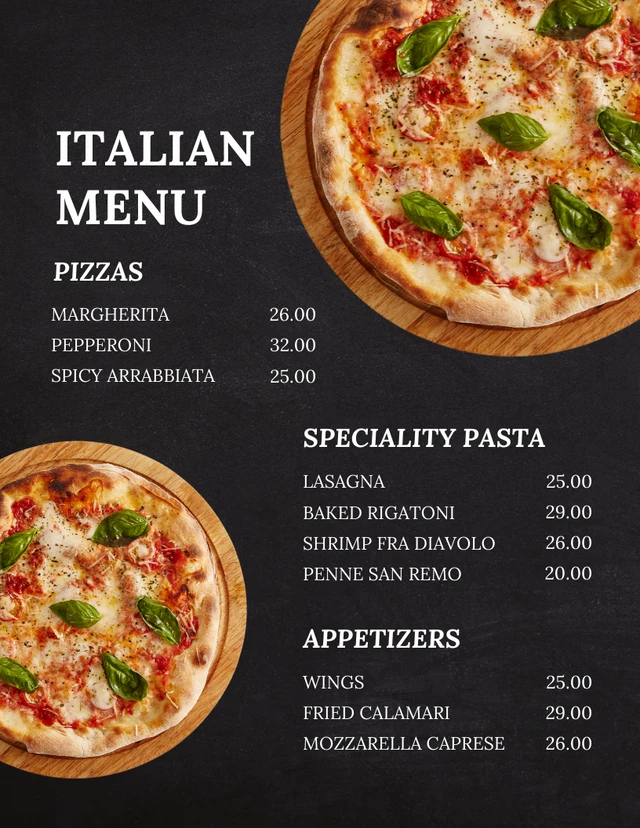 ITALIAN
MENU
PIZZAS
MARGHERITA 26.00
PEPPERONI 32.00
SPICY ARRABBIATA 25.00
SPECIALITY PASTA
LASAGNA 25.00
BAKED RIGATONI 29.00
SHRIMP FRA DIAVOLO 26.00
PENNE SAN REMO 20.00
APPETIZERS
WINGS 25.00
FRIED CALAMARI 29.00
MOZZARELLA CAPRESE 26.00